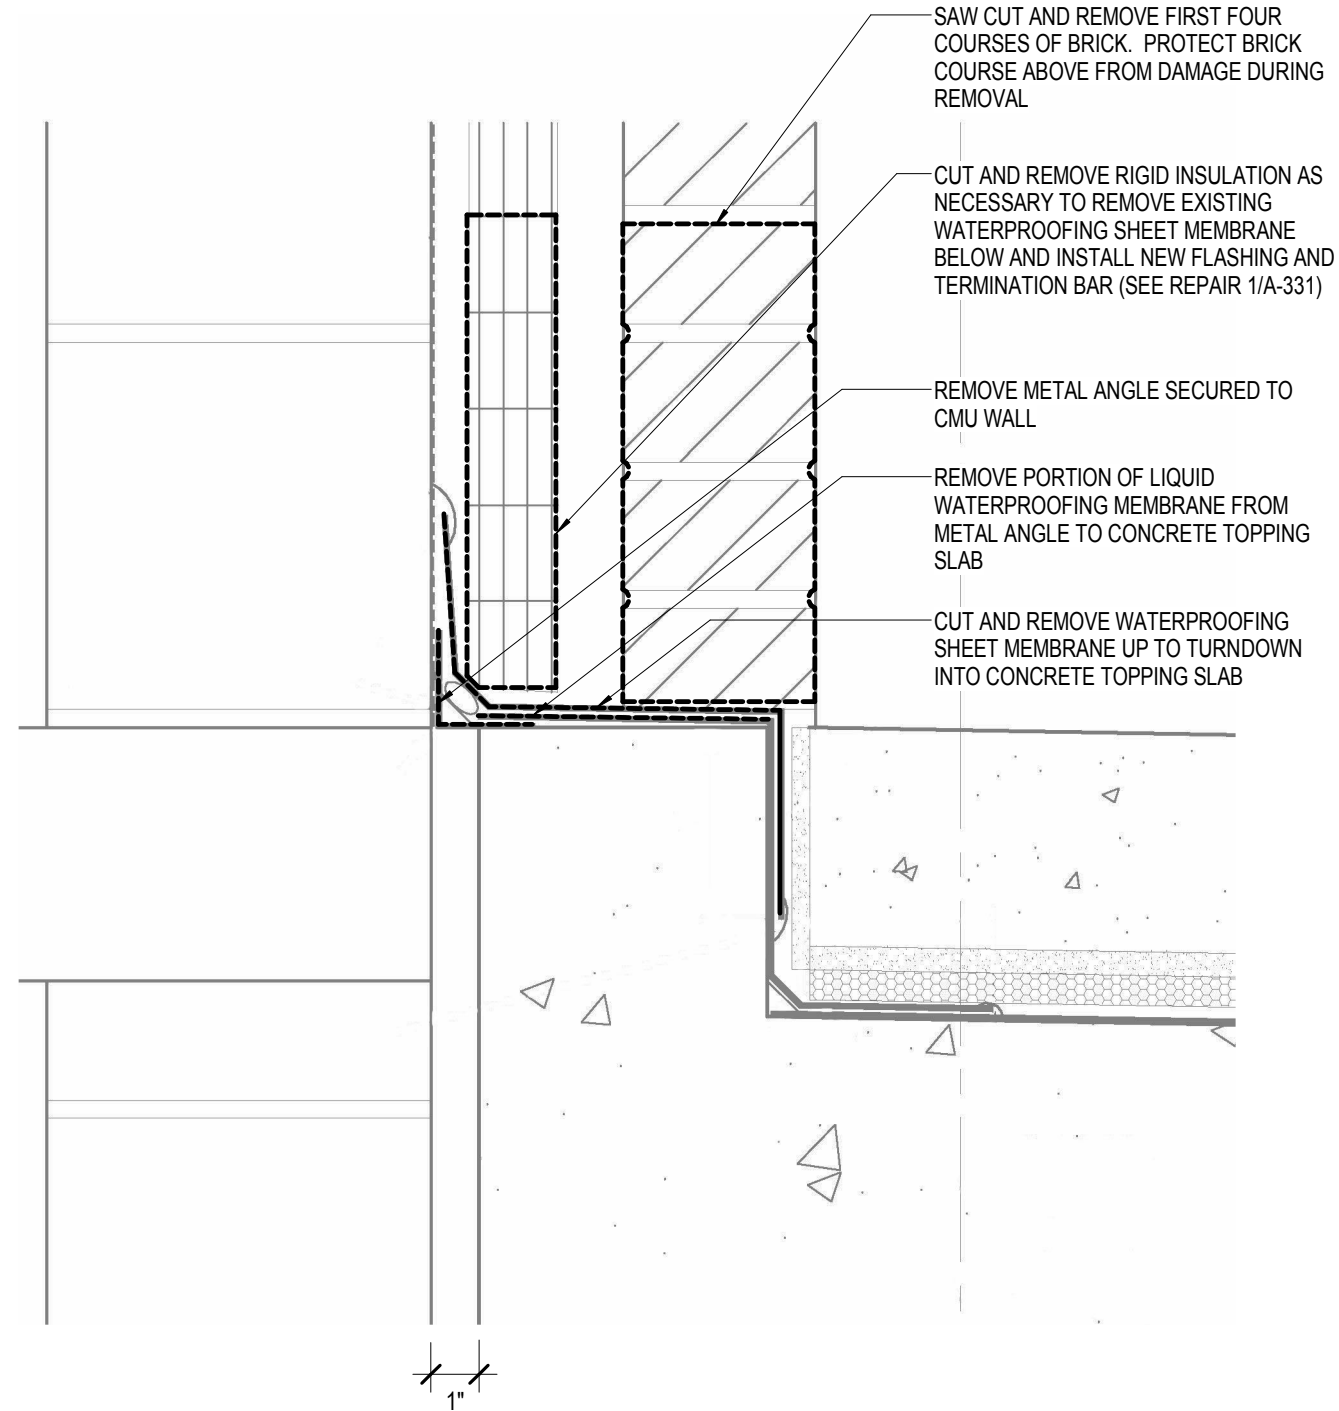 SAW CUT AND REMOVE FIRST FOUR
COURSES OF BRICK.  PROTECT BRICK
COURSE ABOVE FROM DAMAGE DURING
REMOVAL
CUT AND REMOVE RIGID INSULATION AS
NECESSARY TO REMOVE EXISTING
WATERPROOFING SHEET MEMBRANE
BELOW AND INSTALL NEW FLASHING AND
TERMINATION BAR (SEE REPAIR 1/A-331)
REMOVE METAL ANGLE SECURED TO
CMU WALL
REMOVE PORTION OF LIQUID
WATERPROOFING MEMBRANE FROM
METAL ANGLE TO CONCRETE TOPPING
SLAB
CUT AND REMOVE WATERPROOFING
SHEET MEMBRANE UP TO TURNDOWN
INTO CONCRETE TOPPING SLAB
1"